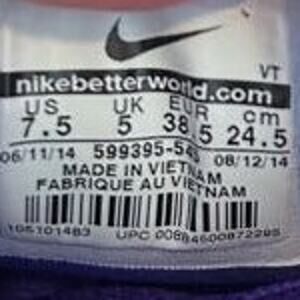 VT
nikebetterworld.com
US UK EUR cm
7.5 5 38.5 24.5
06/11/14 599395-545 08/12/14
MADE IN VIETNAM
FABRIQUE AU VIETNAM
UPC